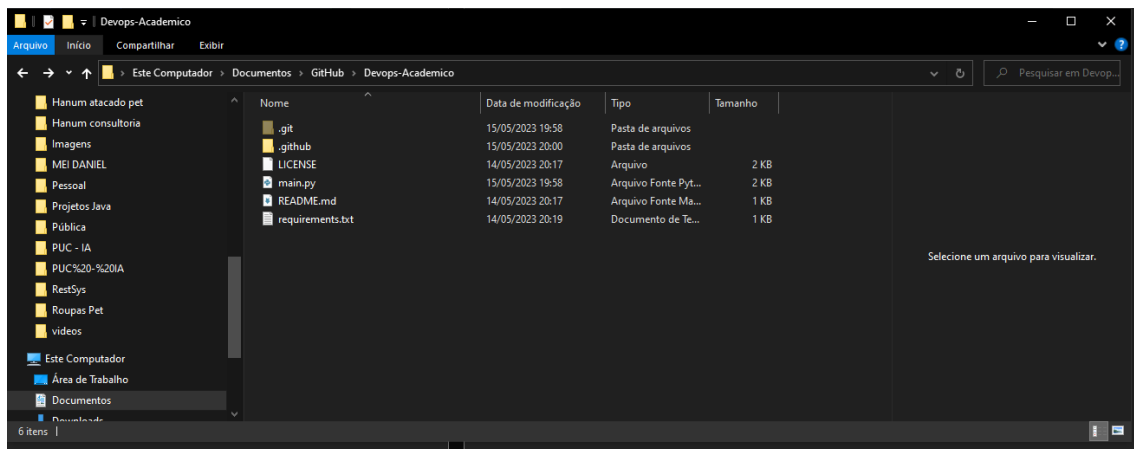 Devops-Academico
Arquivo Início Compartilhar Exibir
Este Computador > Documentos > GitHub > Devops-Academico
Pesquisar em Devop...
Hanum atacado pet
Hanum consultoria
Imagens
MEI DANIEL
Pessoal
Projetos Java
Pública
PUC - IA
PUC%20-%20IA
RestSys
Roupas Pet
videos
Este Computador
Área de Trabalho
Documentos
Downloads
Nome Data de modificação Tipo Tamanho
.git 15/05/2023 19:58 Pasta de arquivos
.github 15/05/2023 20:00 Pasta de arquivos
LICENSE 14/05/2023 20:17 Arquivo 2 KB
main.py 15/05/2023 19:58 Arquivo Fonte Pyt... 2 KB
README.md 14/05/2023 20:17 Arquivo Fonte Ma... 1 KB
requirements.txt 14/05/2023 20:19 Documento de Te... 1 KB
Selecione um arquivo para visualizar.
6 itens